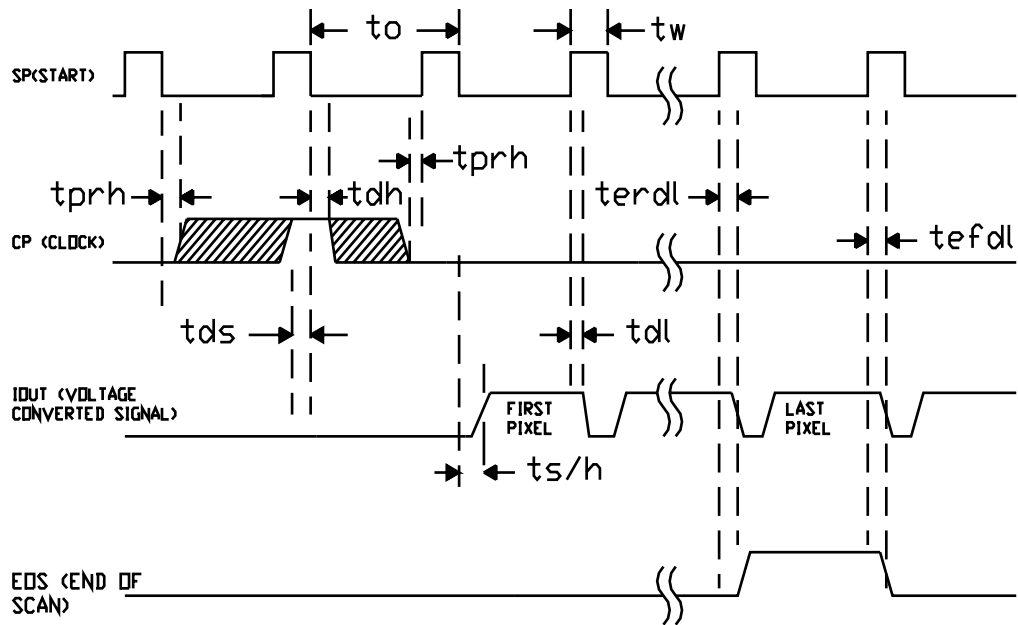 to
tw
SP(START)
tprh
tprh
tdh
terdl
CP (CLOCK)
tefdl
tds
tdl
IOUT (VOLTAGE
CONVERTED SIGNAL)
FIRST
PIXEL
LAST
PIXEL
ts/h
EOS (END OF
SCAN)